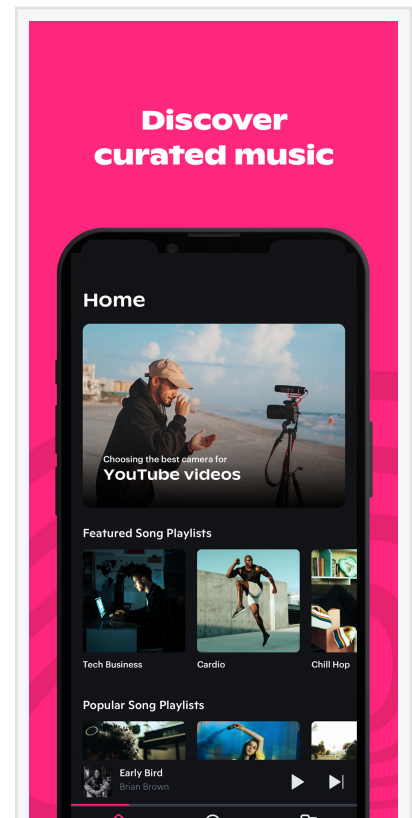 Discover
curated music
Home
Choosing the best camera for
YouTube videos
Featured Song Playlists
Tech Business
Cardio
Chill Hop
Popular Song Playlists
Early Bird
Brian Brown